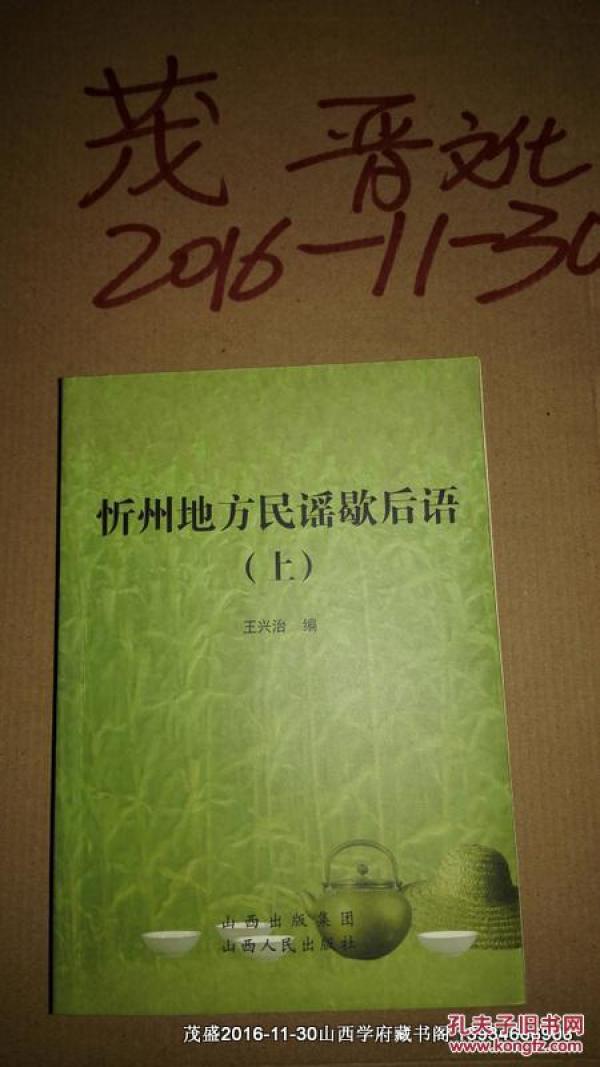 茂 晋文化
2016-11-30
忻州地方民谣歇后语
（上）
王兴治 编
山西出版集团
山西人民出版社
茂盛2016-11-30山西学府藏书阁
孔夫子旧书网
www.kongfz.com